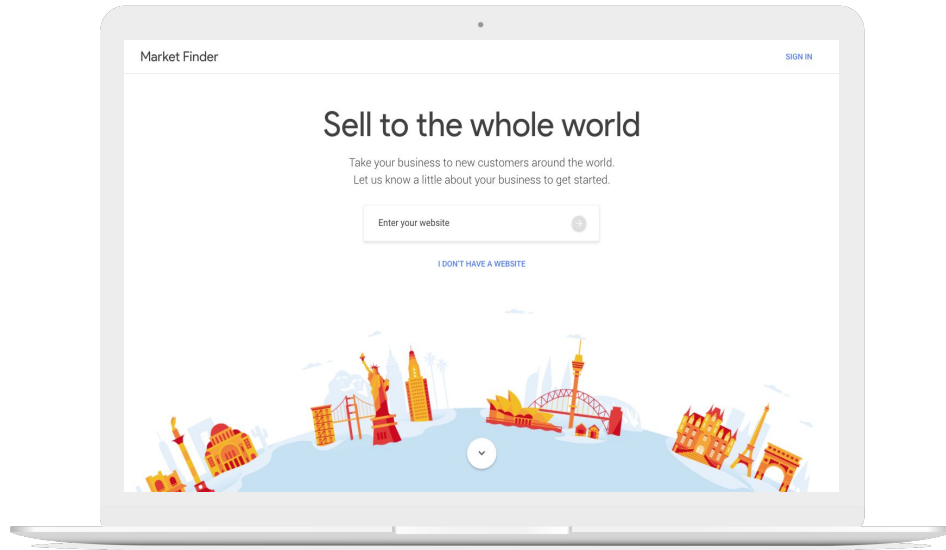 Market Finder
SIGN IN
Sell to the whole world
Take your business to new customers around the world.
Let us know a little about your business to get started.
Enter your website
I DON'T HAVE A WEBSITE